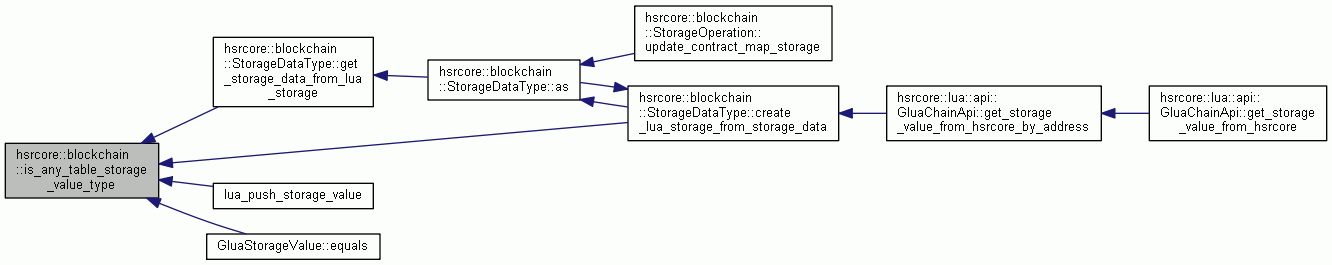 hsrcore::blockchain
::is_any_table_storage
_value_type
hsrcore::blockchain
::StorageDataType::get
_storage_data_from_lua
_storage
hsrcore::blockchain
::StorageDataType::as
hsrcore::blockchain
::StorageOperation::
update_contract_map_storage
hsrcore::blockchain
::StorageDataType::create
_lua_storage_from_storage_data
hsrcore::lua::api::
GluaChainApi::get_storage
_value_from_hsrcore_by_address
hsrcore::lua::api::
GluaChainApi::get_storage
_value_from_hsrcore
lua_push_storage_value
GluaStorageValue::equals